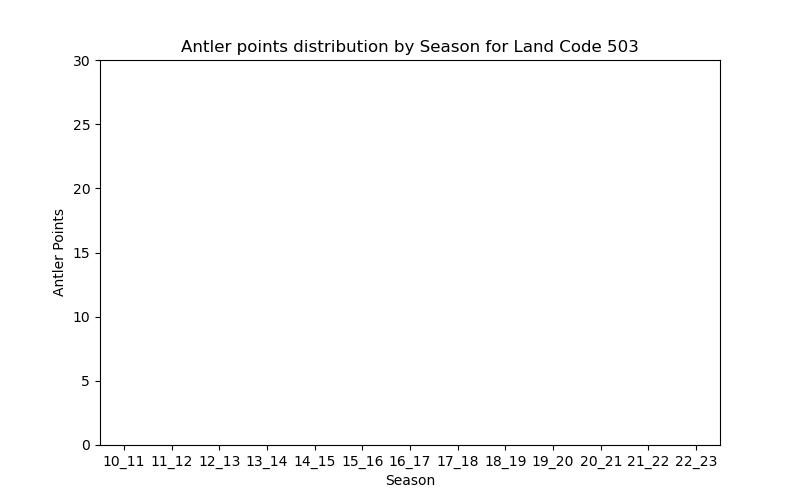 Antler points distribution by Season for Land Code 503
30
25
20
15
10
5
0
Antler Points
10_11 11_12 12_13 13_14 14_15 15_16 16_17 17_18 18_19 19_20 20_21 21_22 22_23
Season